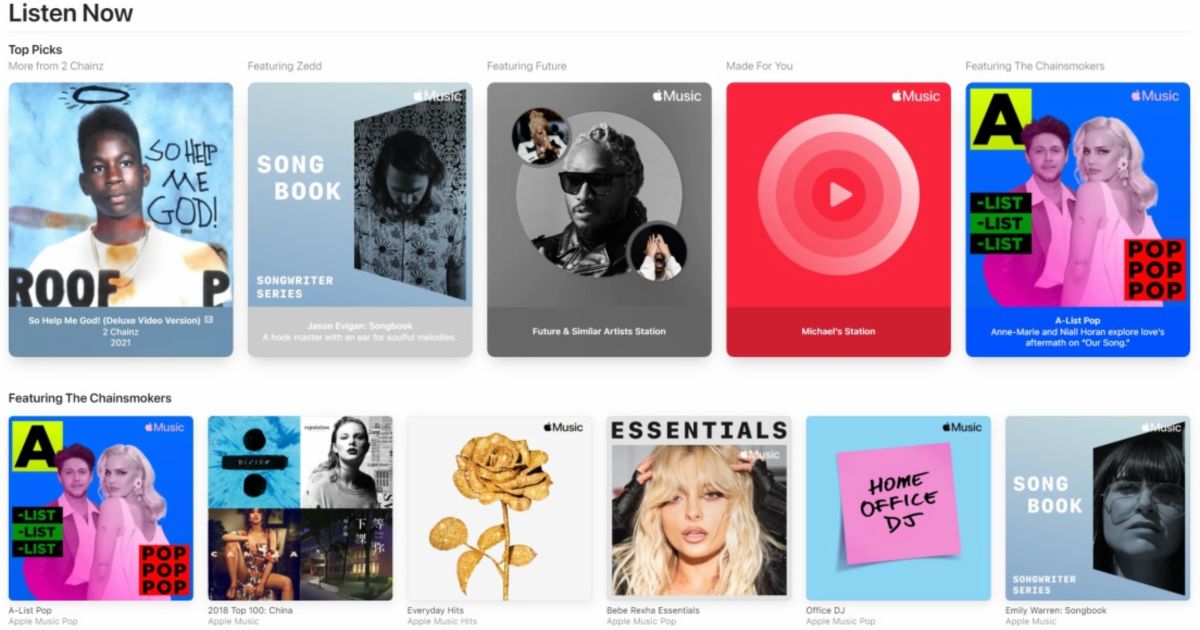 Listen Now
Top Picks
More from 2 Chainz
Featuring Zedd
Featuring Future
Made For You
Featuring The Chainsmokers
SO HELP
ME
GOD!
ROOF P
So Help Me God! (Deluxe Video Version)
2 Chainz
2021
Music
SONG
BOOK
SONGWRITER
SERIES
Jason Evigan: Songbook
A hook master with an ear for soulful melodies.
Music
Future & Similar Artists Station
Music
Michael's Station
Music
A
-LIST
-LIST
-LIST
POP
POP
POP
A-List Pop
Anne-Marie and Niall Horan explore love's
aftermath on "Our Song."
Featuring The Chainsmokers
Music
A
-LIST
-LIST
-LIST
POP
POP
POP
A-List Pop
Apple Music Pop
DIVIDE
reputation
CAMILA
等你
下课
2018 Top 100: China
Apple Music
Music
Everyday Hits
Apple Music Hits
ESSENTIALS
Music
Bebe Rexha Essentials
Apple Music Pop
Music
HOME
OFFICE
DJ
Office DJ
Apple Music Pop
Music
SONG
BOOK
SONGWRITER
SERIES
Emily Warren: Songbook
Apple Music